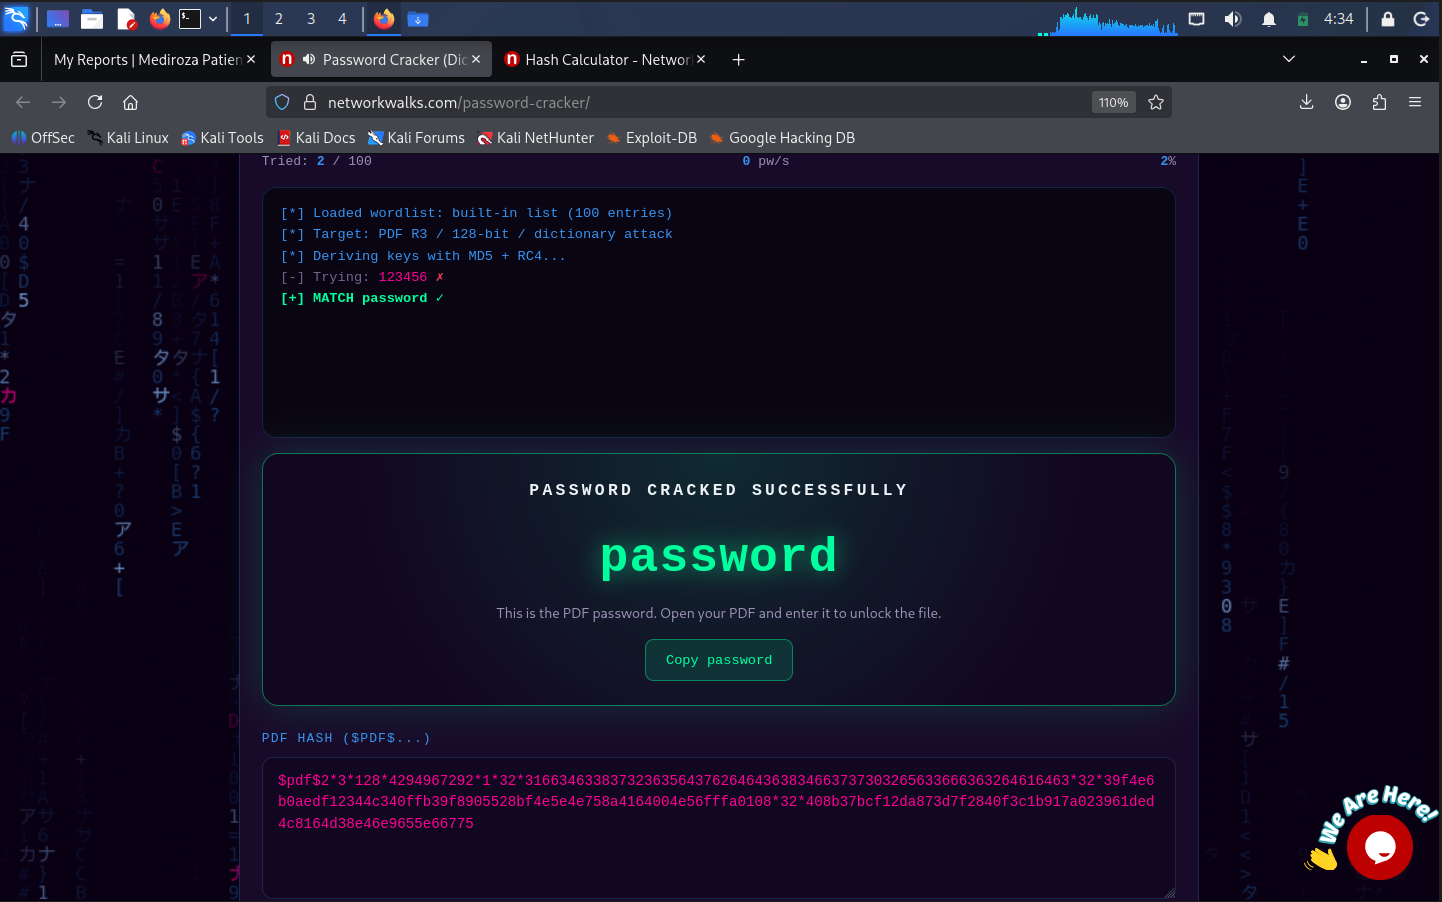 1 2 3 4 4:34
My Reports | Mediroza Patien Password Cracker (Dic Hash Calculator - Networ
networkwalks.com/password-cracker/ 110%
OffSec Kali Linux Kali Tools Kali Docs Kali Forums Kali NetHunter Exploit-DB Google Hacking DB
Tried: 2 / 100 0 pw/s 2%
[*] Loaded wordlist: built-in list (100 entries)
[*] Target: PDF R3 / 128-bit / dictionary attack
[*] Deriving keys with MD5 + RC4...
[-] Trying: 123456 ✗
[+] MATCH password ✓
PASSWORD CRACKED SUCCESSFULLY
password
This is the PDF password. Open your PDF and enter it to unlock the file.
Copy password
PDF HASH ($PDF$...)
$pdf$2*3*128*4294967292*1*32*3166346338373236356437626464363834663737303265633666363264616463*32*39f4e6
b0aedf12344c340ffb39f8905528bf4e5e4e758a4164004e56fffa0108*32*408b37bcf12da873d7f2840f3c1b917a023961ded
4c8164d38e46e9655e66775
We Are Here!